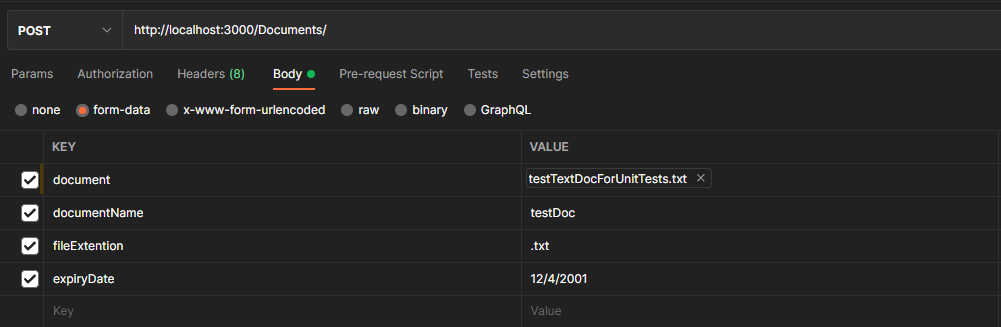 POST http://localhost:3000/Documents/
Params Authorization Headers (8) Body Pre-request Script Tests Settings
none form-data x-www-form-urlencoded raw binary GraphQL
KEY VALUE
document testTextDocForUnitTests.txt ×
documentName testDoc
fileExtention .txt
expiryDate 12/4/2001
Key Value